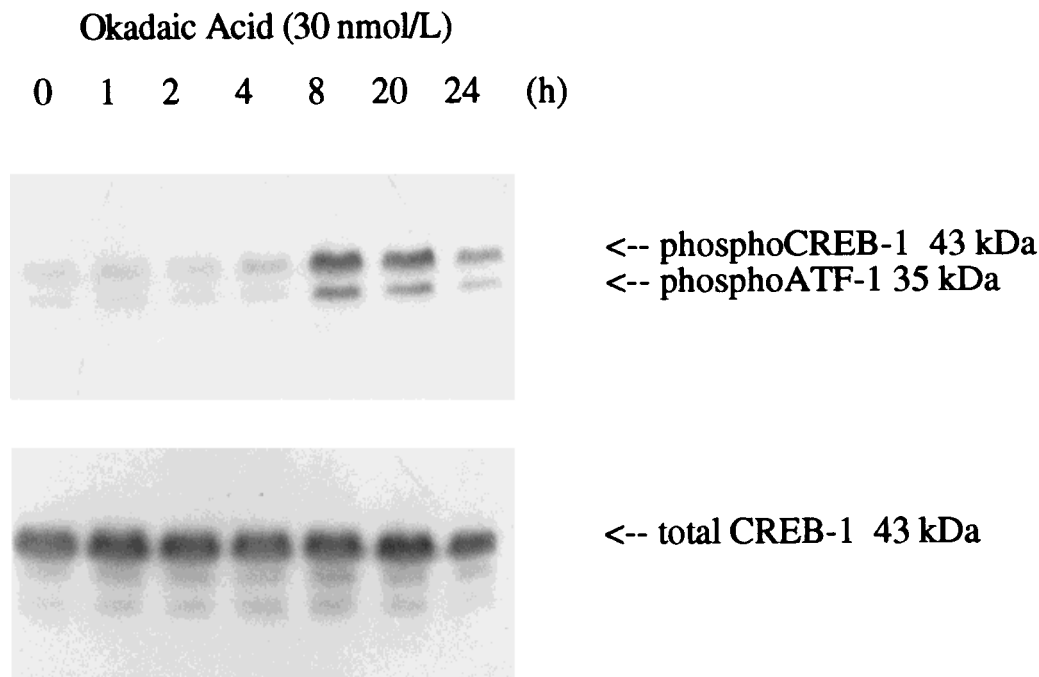 Okadaic Acid (30 nmol/L)
0 1 2 4 8 20 24 (h)
<-- phosphoCREB-1 43 kDa
<-- phosphoATF-1 35 kDa
<-- total CREB-1 43 kDa